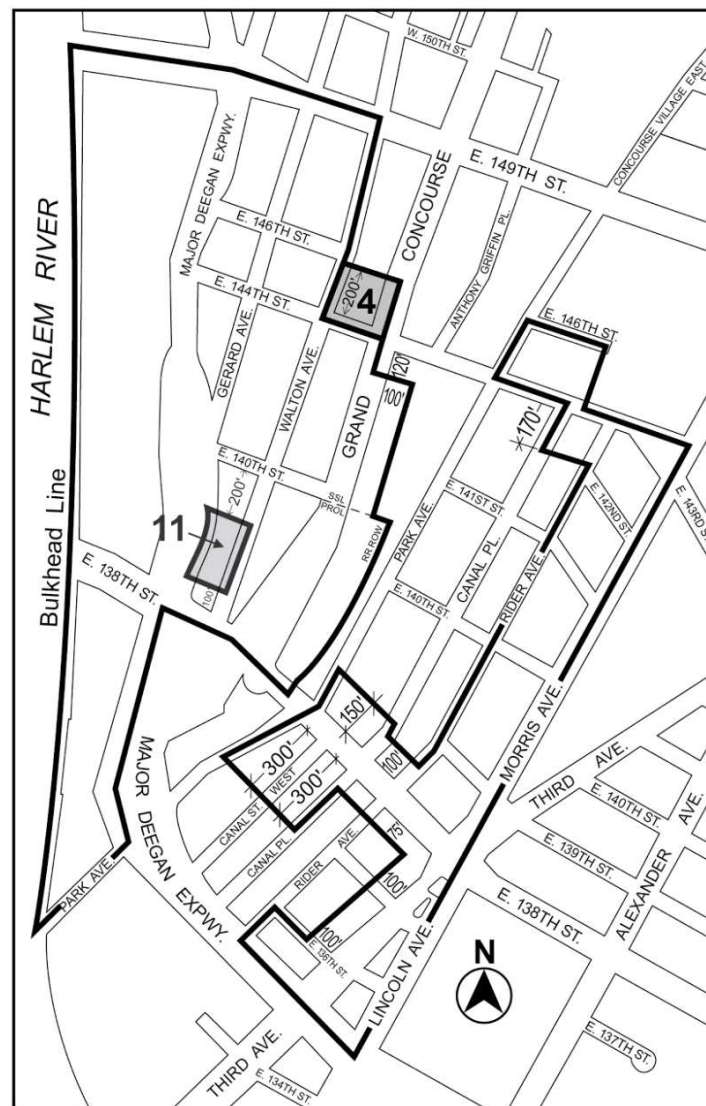 W. 150TH ST.
CONCOURSE VILLAGE EAST
MAJOR DEEGAN EXPWY.
E. 149TH ST.
CONCOURSE
ANTHONY GRIFFIN PL.
E. 146TH ST.
HARLEM RIVER
Bulkhead Line
200'
4
E. 144TH ST.
E. 146TH ST.
GERARD AVE.
WALTON AVE.
120'
100'
GRAND
170'
E. 140TH ST.
200'
SSL
PROL
RR ROW
PARK AVE.
E. 141ST ST.
E. 142ND ST.
E. 143RD ST.
11
100
E. 138TH ST.
CANAL PL.
RIDER AVE.
E. 140TH ST.
150'
MORRIS AVE.
100'
300'
300'
CANAL ST. WEST
THIRD AVE.
MAJOR DEEGAN EXPWY.
CANAL PL.
75'
E. 140TH ST.
E. 139TH ST.
ALEXANDER AVE.
RIDER AVE.
100'
PARK AVE.
E. 138TH ST.
100'
E. 136TH ST.
LINCOLN AVE.
N
E. 137TH ST.
THIRD AVE.
E. 134TH ST.